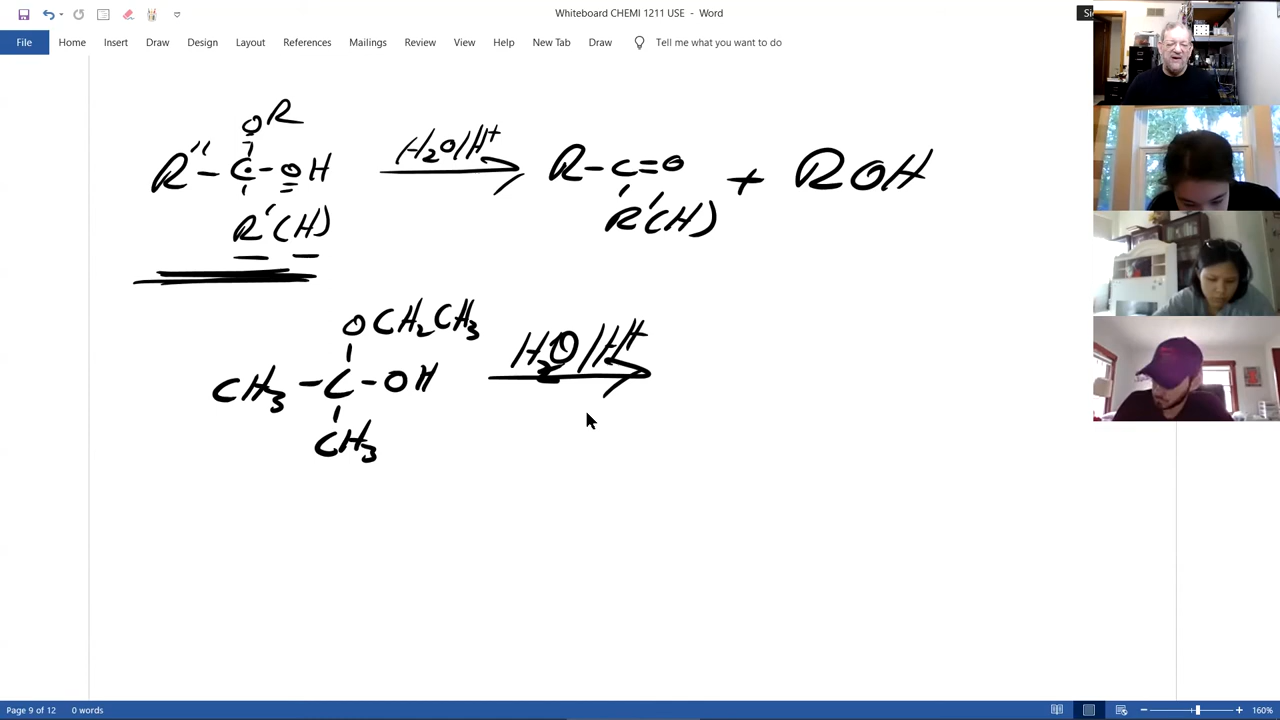 Whiteboard CHEMI 1211 USE - Word
File Home Insert Draw Design Layout References Mailings Review View Help New Tab Draw Tell me what you want to do
OR
R'' - C - OH H2O/H+ R - C = O + ROH
R'(H) R'(H)
OCH2CH3
CH3 - C - OH H2O/H+
CH3
Page 9 of 12 0 words 160%